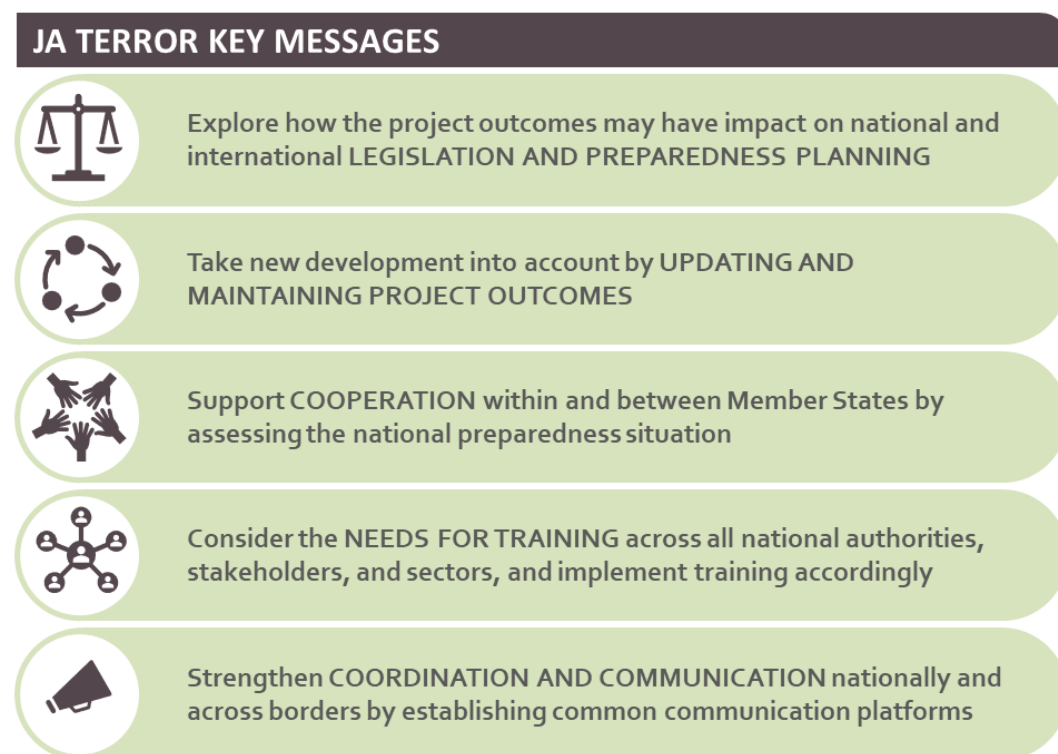 JA TERROR KEY MESSAGES
Explore how the project outcomes may have impact on national and
international LEGISLATION AND PREPAREDNESS PLANNING
Take new development into account by UPDATING AND
MAINTAINING PROJECT OUTCOMES
Support COOPERATION within and between Member States by
assessing the national preparedness situation
Consider the NEEDS FOR TRAINING across all national authorities,
stakeholders, and sectors, and implement training accordingly
Strengthen COORDINATION AND COMMUNICATION nationally and
across borders by establishing common communication platforms